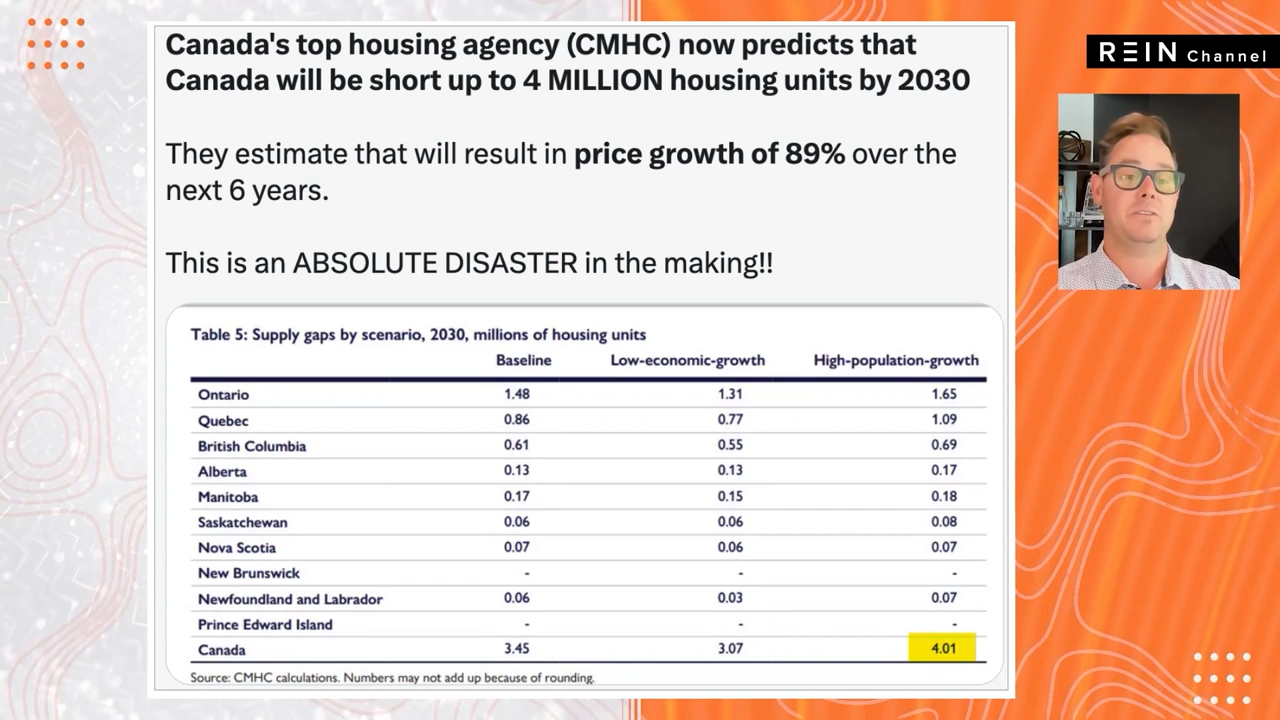 Canada's top housing agency (CMHC) now predicts that
Canada will be short up to 4 MILLION housing units by 2030
They estimate that will result in price growth of 89% over the
next 6 years.
This is an ABSOLUTE DISASTER in the making!!
Table 5: Supply gaps by scenario, 2030, millions of housing units
Baseline Low-economic-growth High-population-growth
Ontario 1.48 1.31 1.65
Quebec 0.86 0.77 1.09
British Columbia 0.61 0.55 0.69
Alberta 0.13 0.13 0.17
Manitoba 0.17 0.15 0.18
Saskatchewan 0.06 0.06 0.08
Nova Scotia 0.07 0.06 0.07
New Brunswick - - -
Newfoundland and Labrador 0.06 0.03 0.07
Prince Edward Island - - -
Canada 3.45 3.07 4.01
Source: CMHC calculations. Numbers may not add up because of rounding.
REIN Channel